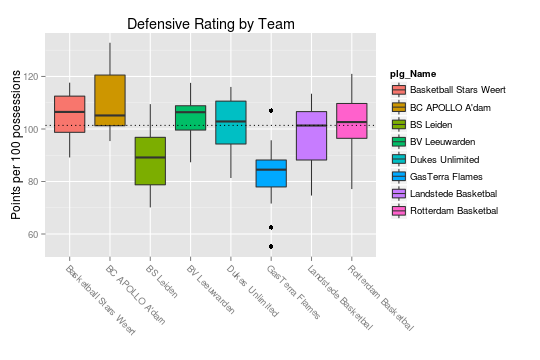 Defensive Rating by Team
Points per 100 possessions
120
100
80
60
Basketball Stars Weert
BC APOLLO A'dam
BS Leiden
BV Leeuwarden
Dukes Unlimited
GasTerra Flames
Landstede Basketbal
Rotterdam Basketbal
plg_Name
Basketball Stars Weert
BC APOLLO A'dam
BS Leiden
BV Leeuwarden
Dukes Unlimited
GasTerra Flames
Landstede Basketbal
Rotterdam Basketbal